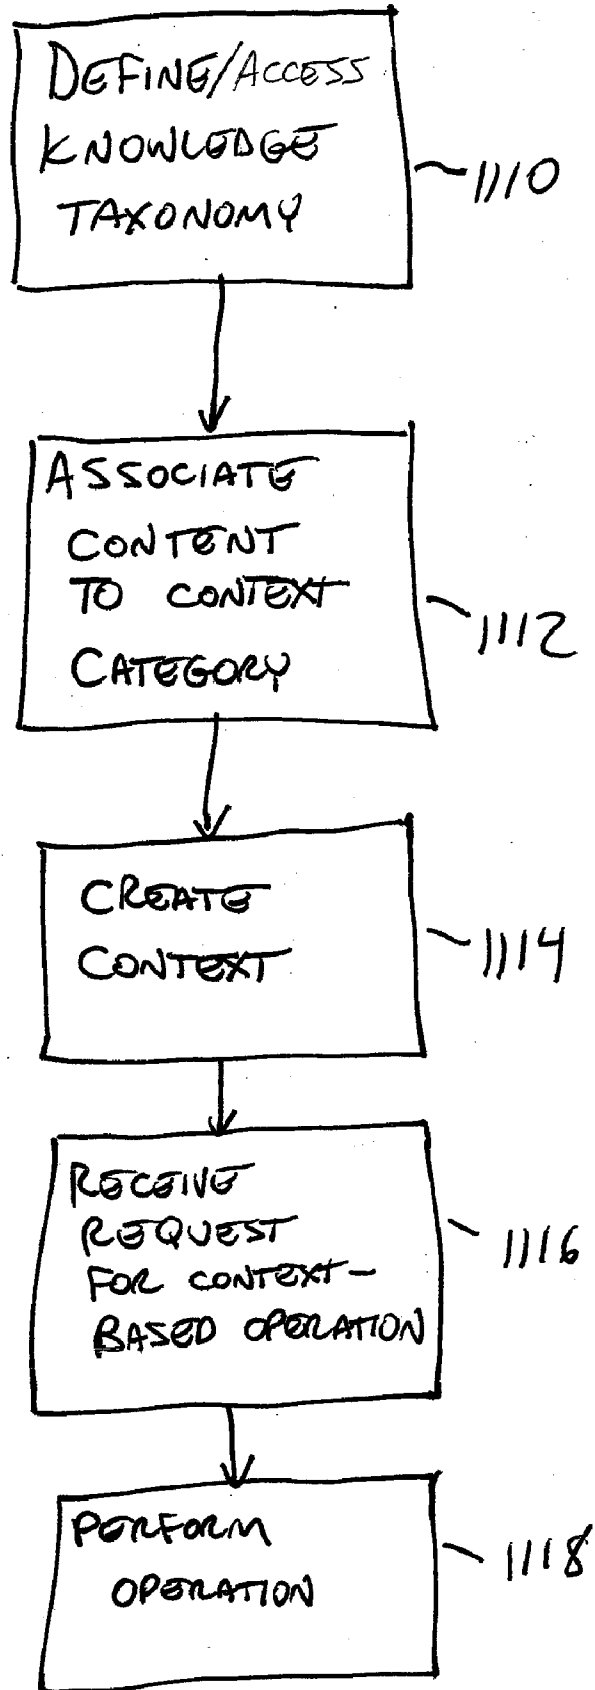 DEFINE/ACCESS
KNOWLEDGE
TAXONOMY
1110
ASSOCIATE
CONTENT
TO CONTEXT
CATEGORY
1112
CREATE
CONTEXT
1114
RECEIVE
REQUEST
FOR CONTEXT-
BASED OPERATION
1116
PERFORM
OPERATION
1118